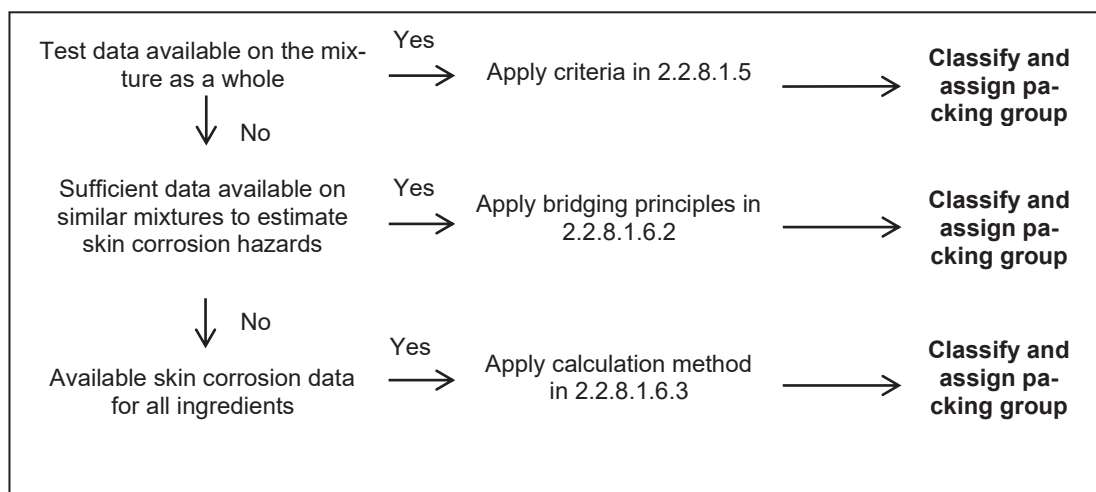 Test data available on the mix-
ture as a whole
Yes
Apply criteria in 2.2.8.1.5
Classify and
assign pa-
cking group
No
Sufficient data available on
similar mixtures to estimate
skin corrosion hazards
Yes
Apply bridging principles in
2.2.8.1.6.2
Classify and
assign pa-
cking group
No
Available skin corrosion data
for all ingredients
Yes
Apply calculation method
in 2.2.8.1.6.3
Classify and
assign pa-
cking group